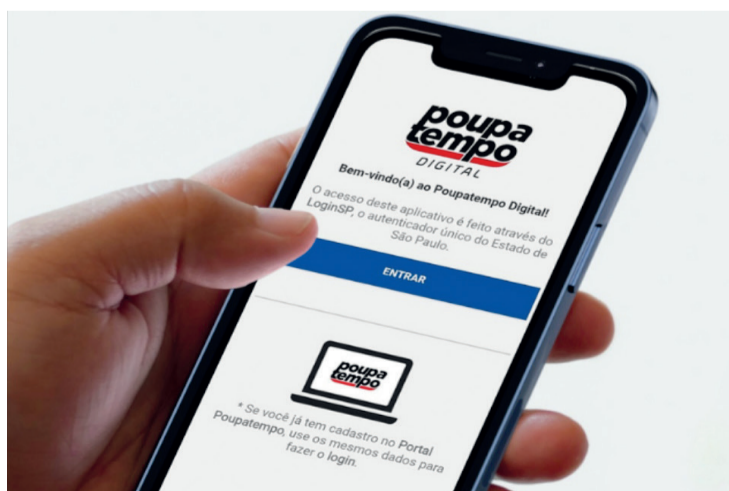 poupa
tempo
DIGITAL
Bem-vindo(a) ao Poupatempo Digital!
O acesso deste aplicativo é feito através do
LoginSP, o autenticador único do Estado de
São Paulo.
ENTRAR
poupa
tempo
* Se você já tem cadastro no Portal
Poupatempo, use os mesmos dados para
fazer o login.